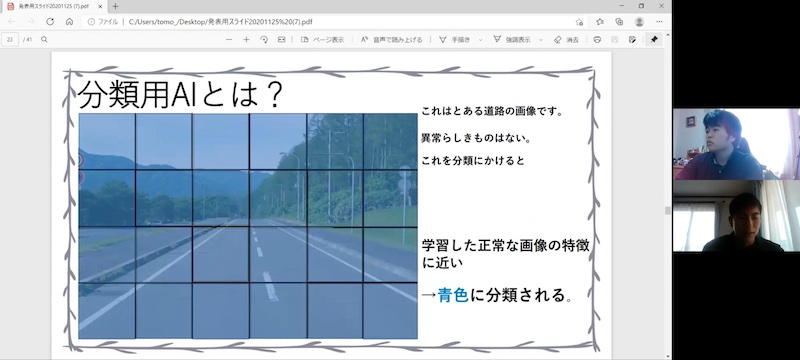 発表用スライド20201125 (7).pdf
ファイル
C:/Users/tomo_/Desktop/発表用スライド20201125%20(7).pdf
23 / 41
ページ表示
音声で読み上げる
手書き
強調表示
消去
分類用AIとは？
これはとある道路の画像です。
異常らしきものはない。
これを分類にかけると
学習した正常な画像の特徴
に近い
→青色に分類される。